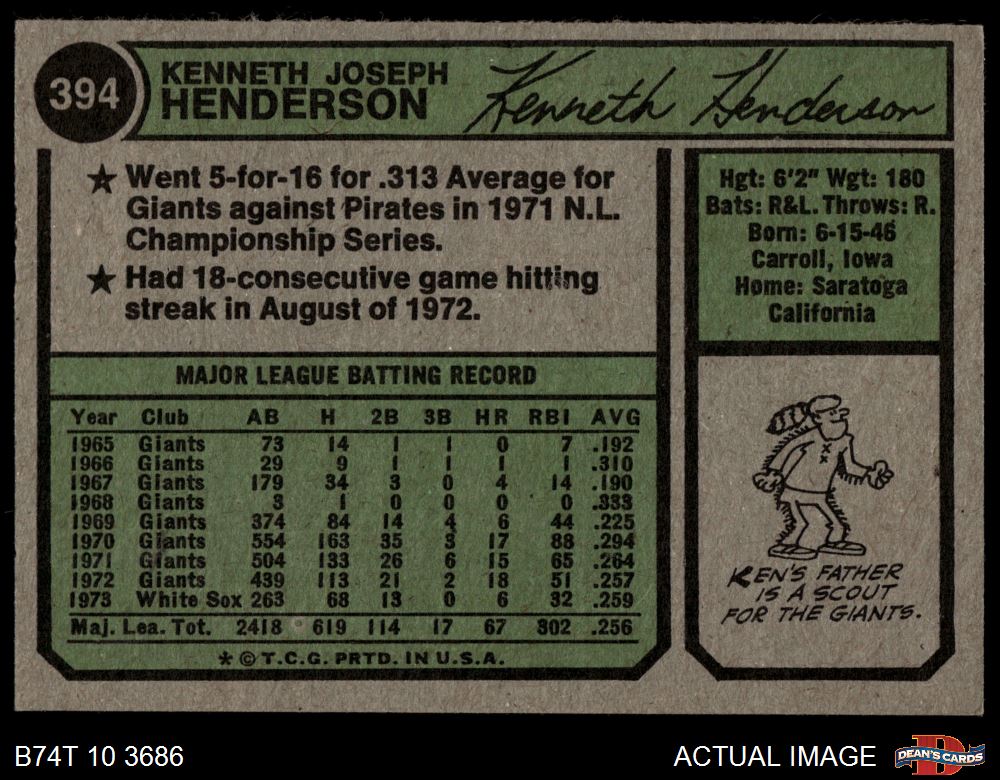 394
KENNETH JOSEPH
HENDERSON
Kenneth Henderson
★ Went 5-for-16 for .313 Average for
Giants against Pirates in 1971 N.L.
Championship Series.
★ Had 18-consecutive game hitting
streak in August of 1972.
Hgt: 6'2" Wgt: 180
Bats: R&L. Throws: R.
Born: 6-15-46
Carroll, Iowa
Home: Saratoga
California
MAJOR LEAGUE BATTING RECORD
Year Club AB H 2B 3B HR RBI AVG
1965 Giants 73 14 1 1 0 7 .192
1966 Giants 29 9 1 1 1 1 .310
1967 Giants 179 34 3 0 4 14 .190
1968 Giants 3 1 0 0 0 0 .333
1969 Giants 374 84 14 4 6 44 .225
1970 Giants 554 163 35 3 17 88 .294
1971 Giants 504 133 26 6 15 65 .264
1972 Giants 439 113 21 2 18 51 .257
1973 White Sox 263 68 13 0 6 32 .259
Maj. Lea. Tot. 2418 619 114 17 67 302 .256
* © T.C.G. PRTD. IN U.S.A.
KEN'S FATHER
IS A SCOUT
FOR THE GIANTS.
B74T 10 3686
ACTUAL IMAGE
D
DEAN'S CARDS